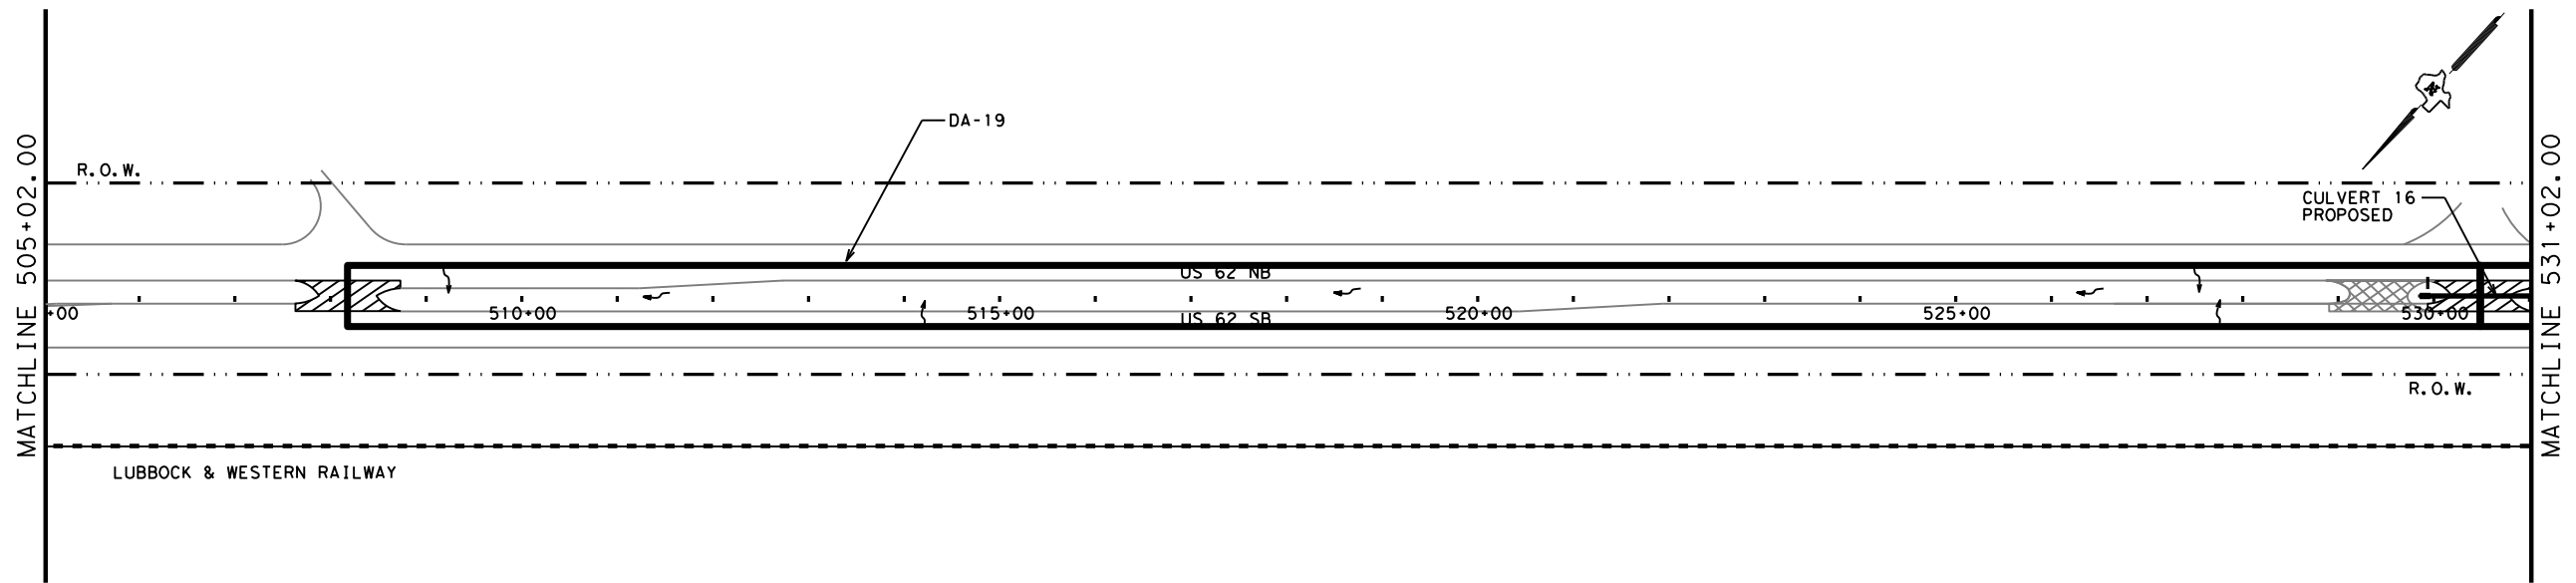 DA-19
R.O.W.
MATCHLINE 505+02.00
CULVERT 16
PROPOSED
MATCHLINE 531+02.00
US 62 NB
+00
510+00
515+00
520+00
525+00
530+00
US 62 SB
R.O.W.
LUBBOCK & WESTERN RAILWAY
N